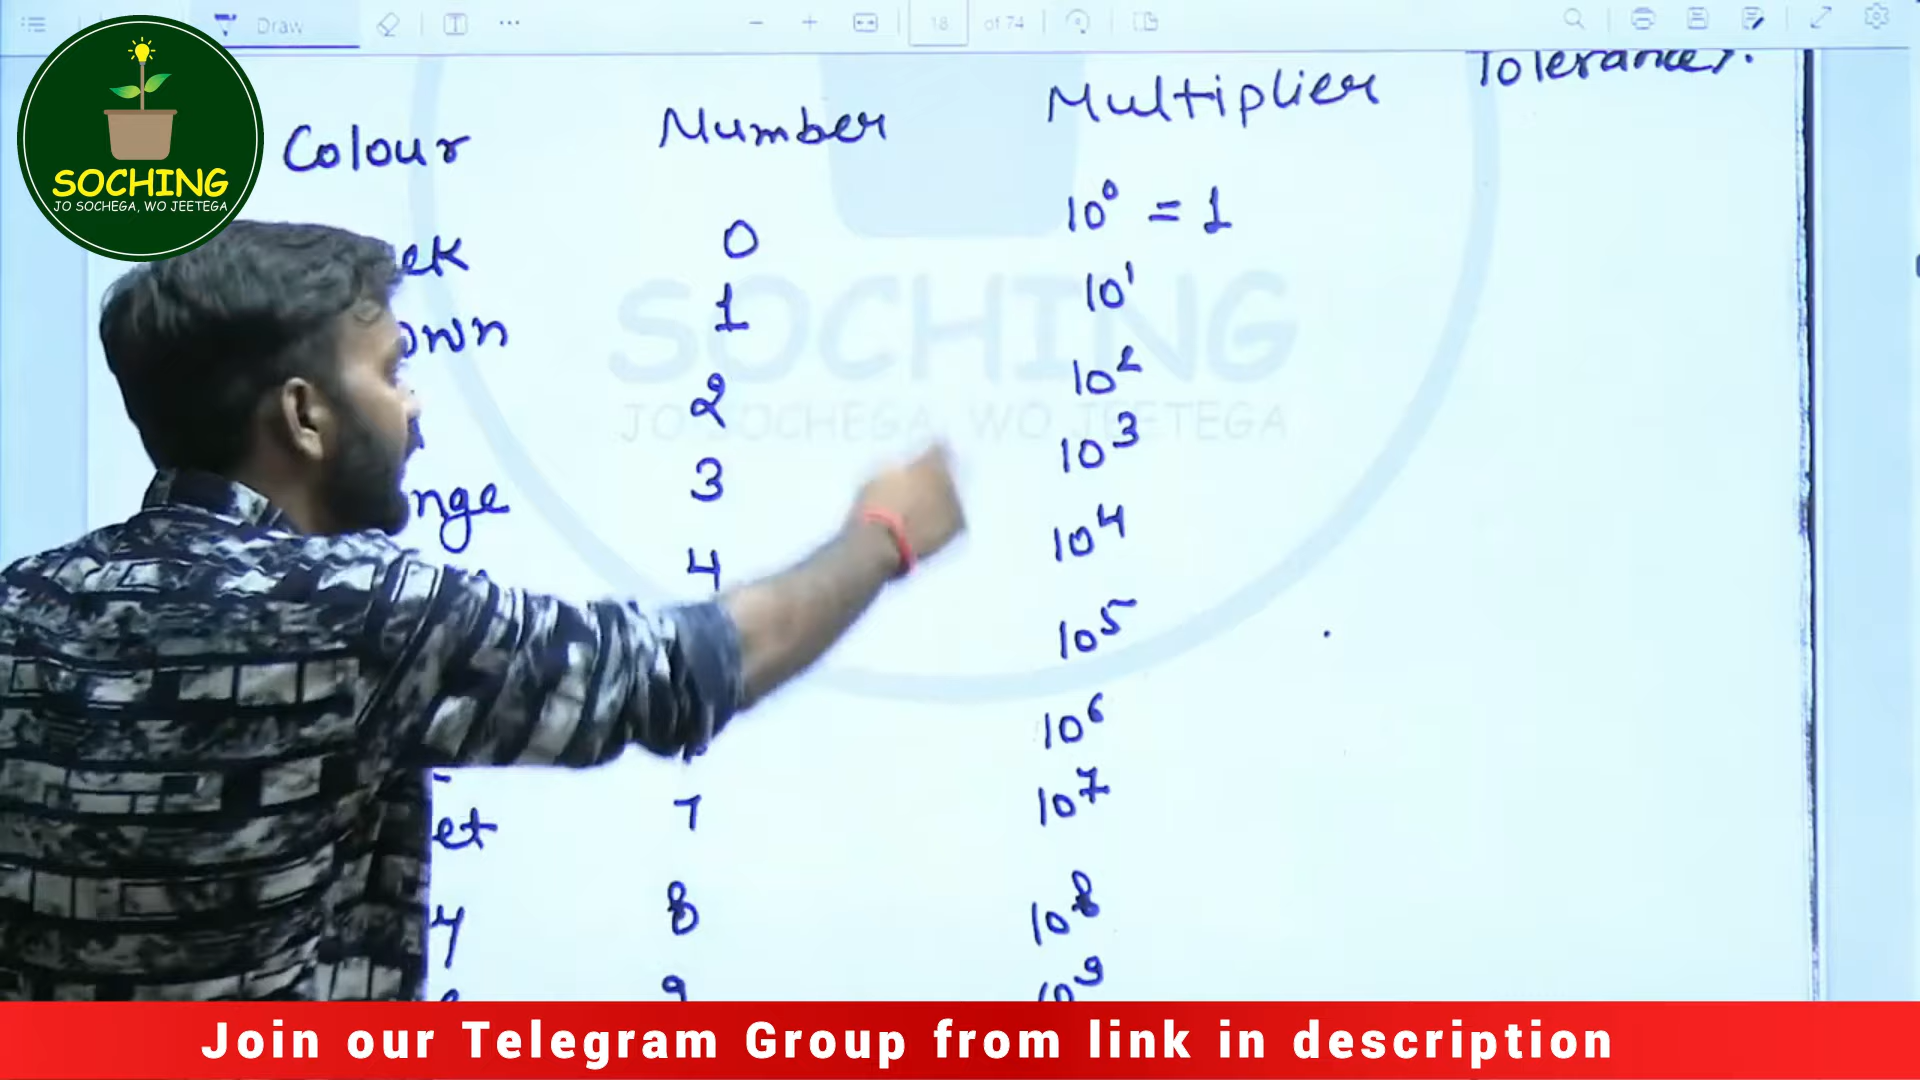 Draw
18 of 74
SOCHING
JO SOCHEGA, WO JEETEGA
Colour Number Multiplier Tolerance).
ek 0 10⁰ = 1
own 1 10¹
2 10²
nge 3 10³
4 10⁴
10⁵
10⁶
et 7 10⁷
y 8 10⁸
9 10⁹
SOCHING
JO SOCHEGA, WO JEETEGA
Join our Telegram Group from link in description